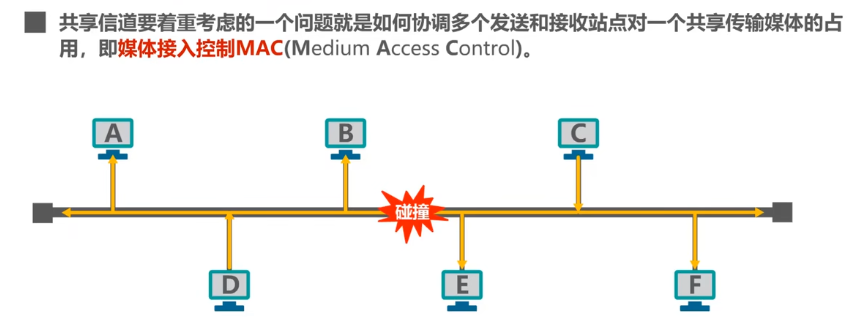 共享信道要着重考虑的一个问题就是如何协调多个发送和接收站点对一个共享传输媒体的占
用，即媒体接入控制MAC(Medium Access Control)。
A
B
C
碰撞
D
E
F